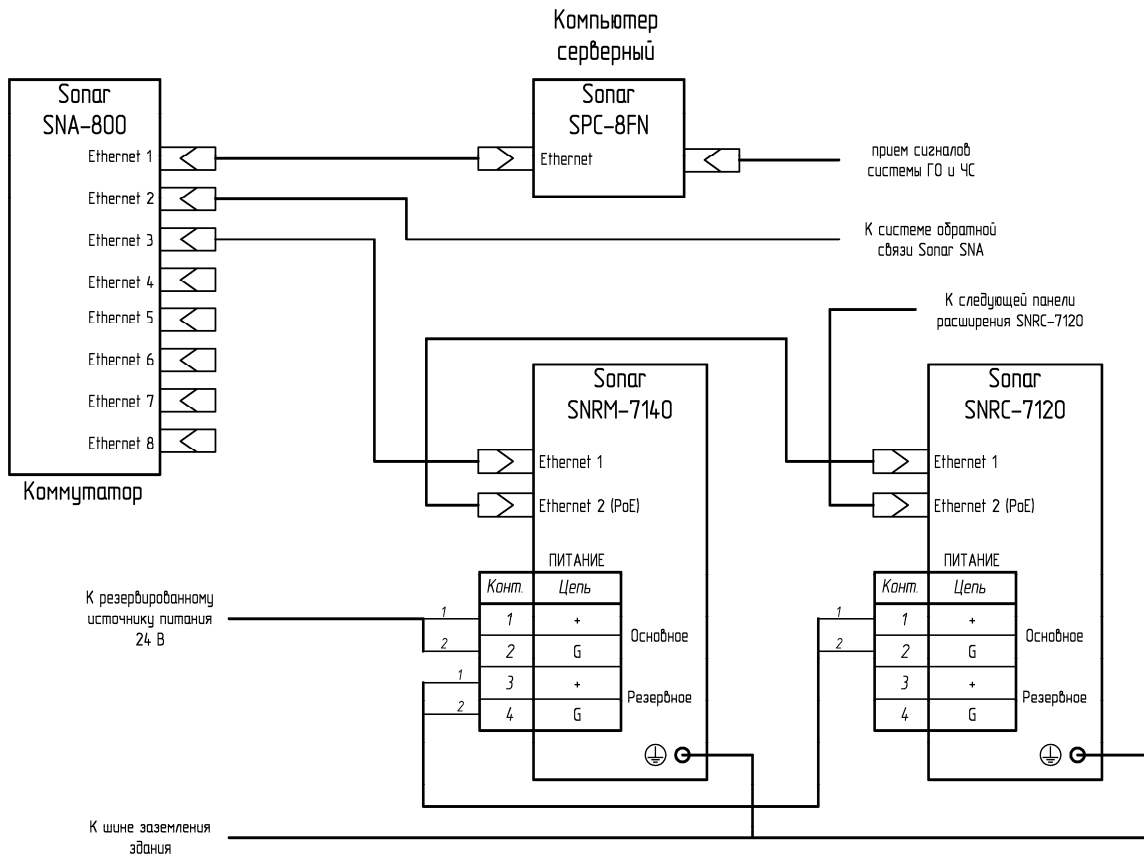 Компьютер
серверный
Sonar
SNA-800
Ethernet 1
Ethernet 2
Ethernet 3
Ethernet 4
Ethernet 5
Ethernet 6
Ethernet 7
Ethernet 8
Коммутатор
Sonar
SPC-8FN
Ethernet
прием сигналов
системы ГО и ЧС
К системе обратной
связи Sonar SNA
К следующей панели
расширения SNRC-7120
Sonar
SNRM-7140
Ethernet 1
Ethernet 2 (PoE)
ПИТАНИЕ
Конт. Цепь
1 1 +
2 2 G
1 3 +
2 4 G
Основное
Резервное
Sonar
SNRC-7120
Ethernet 1
Ethernet 2 (PoE)
ПИТАНИЕ
Конт. Цепь
1 1 +
2 2 G
3 +
4 G
Основное
Резервное
К резервированному
источнику питания
24 В
К шине заземления
здания